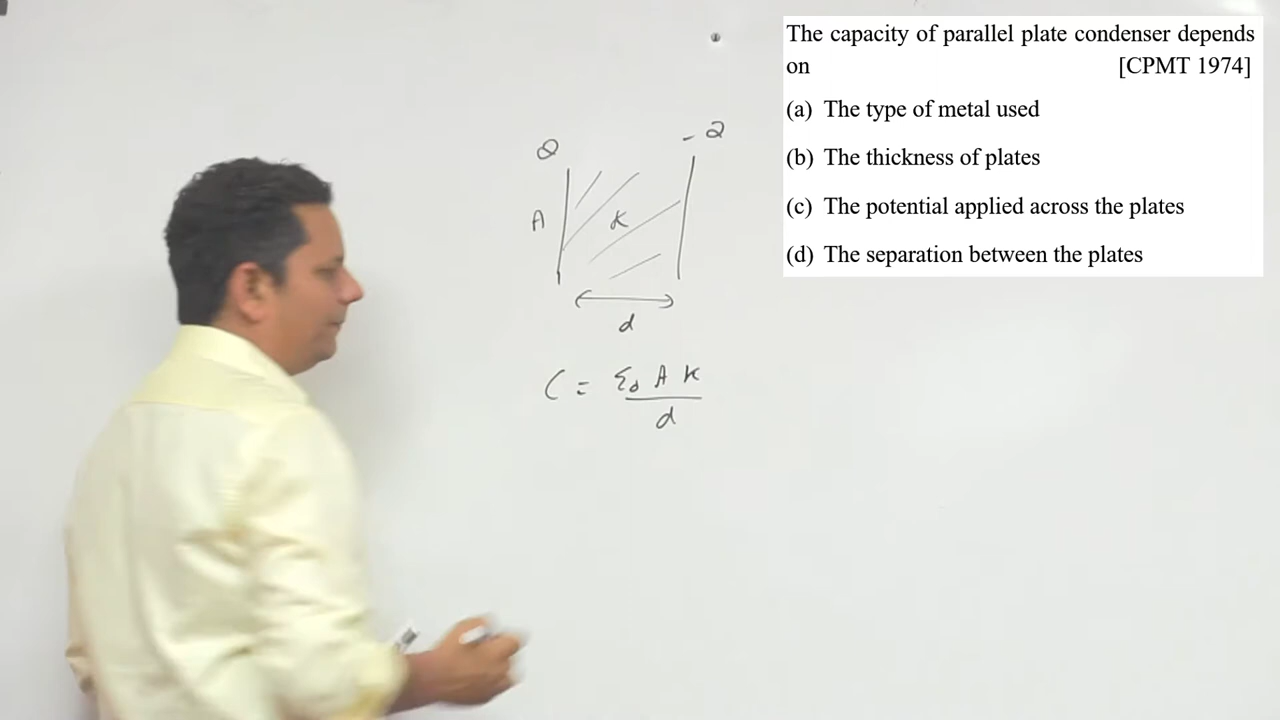 The capacity of parallel plate condenser depends
on [CPMT 1974]
(a) The type of metal used
(b) The thickness of plates
(c) The potential applied across the plates
(d) The separation between the plates
Q - Q
A K
d
C = ε₀ A K
d